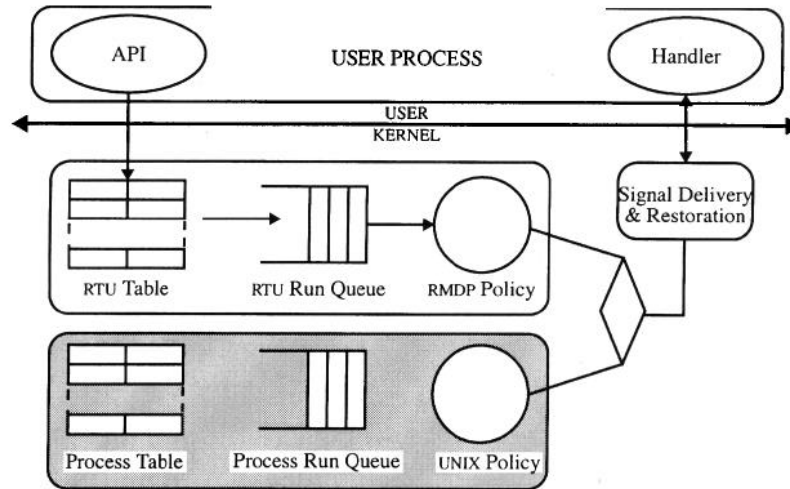 API
USER PROCESS
Handler
USER
KERNEL
Signal Delivery
& Restoration
RTU Table
RTU Run Queue
RMDP Policy
Process Table
Process Run Queue
UNIX Policy